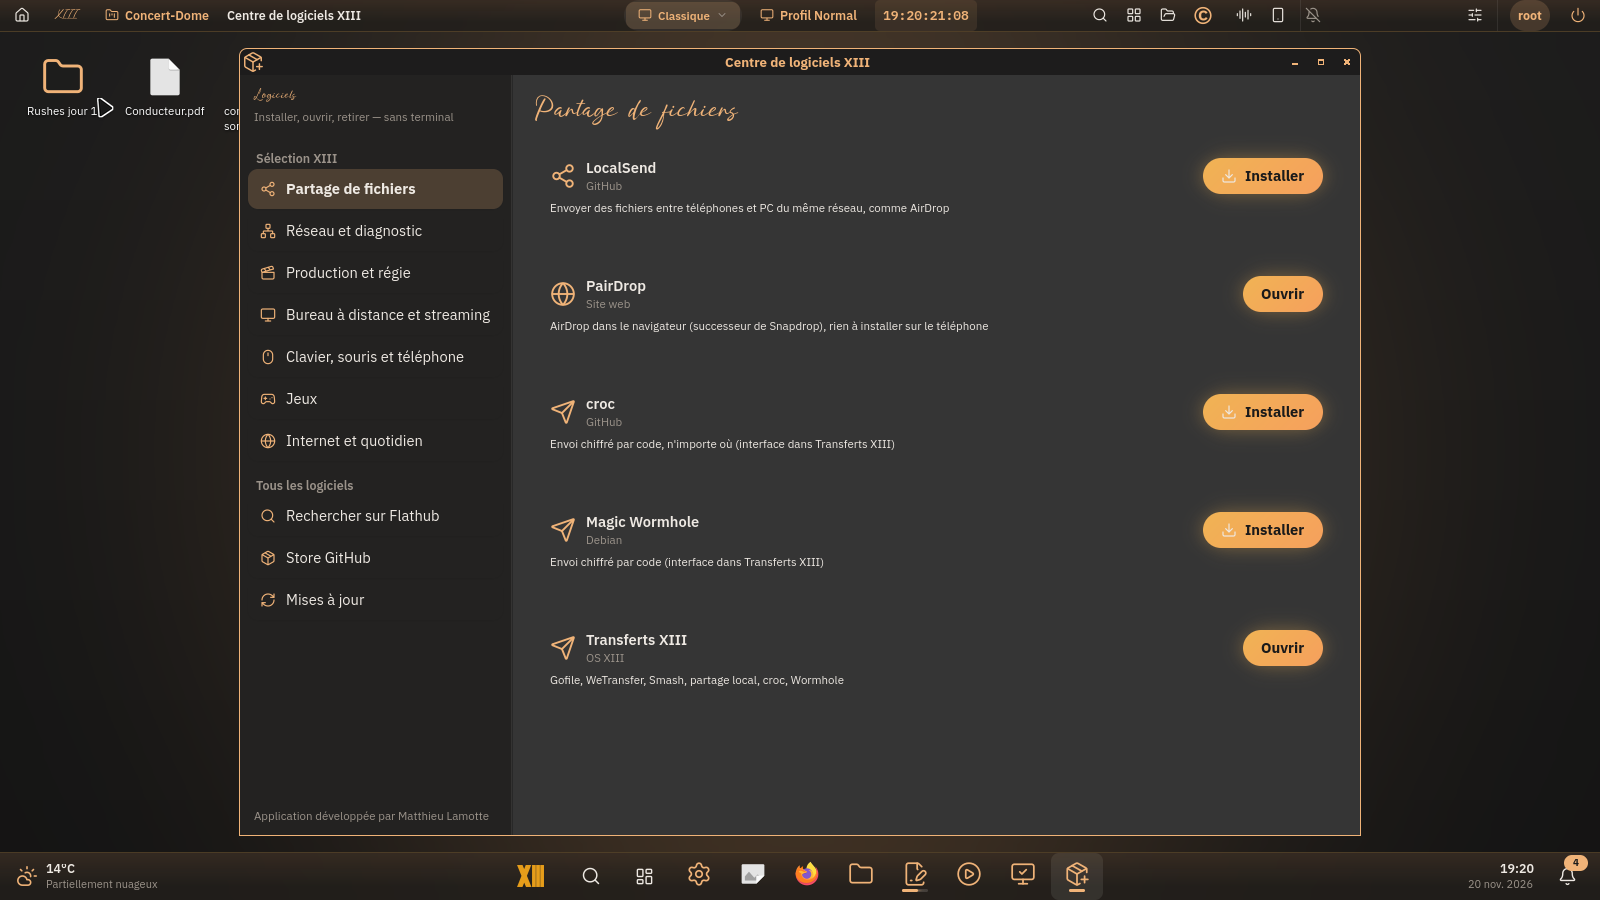 XIII
Concert-Dome
Centre de logiciels XIII
Classique
Profil Normal
19:20:21:08
root
Rushes jour 1
Conducteur.pdf
Centre de logiciels XIII
Logiciels
Installer, ouvrir, retirer — sans terminal
Sélection XIII
Partage de fichiers
Réseau et diagnostic
Production et régie
Bureau à distance et streaming
Clavier, souris et téléphone
Jeux
Internet et quotidien
Tous les logiciels
Rechercher sur Flathub
Store GitHub
Mises à jour
Application développée par Matthieu Lamotte
Partage de fichiers
LocalSend
GitHub
Envoyer des fichiers entre téléphones et PC du même réseau, comme AirDrop
Installer
PairDrop
Site web
AirDrop dans le navigateur (successeur de Snapdrop), rien à installer sur le téléphone
Ouvrir
croc
GitHub
Envoi chiffré par code, n'importe où (interface dans Transferts XIII)
Installer
Magic Wormhole
Debian
Envoi chiffré par code (interface dans Transferts XIII)
Installer
Transferts XIII
OS XIII
Gofile, WeTransfer, Smash, partage local, croc, Wormhole
Ouvrir
14°C
Partiellement nuageux
XIII
19:20
20 nov. 2026
4